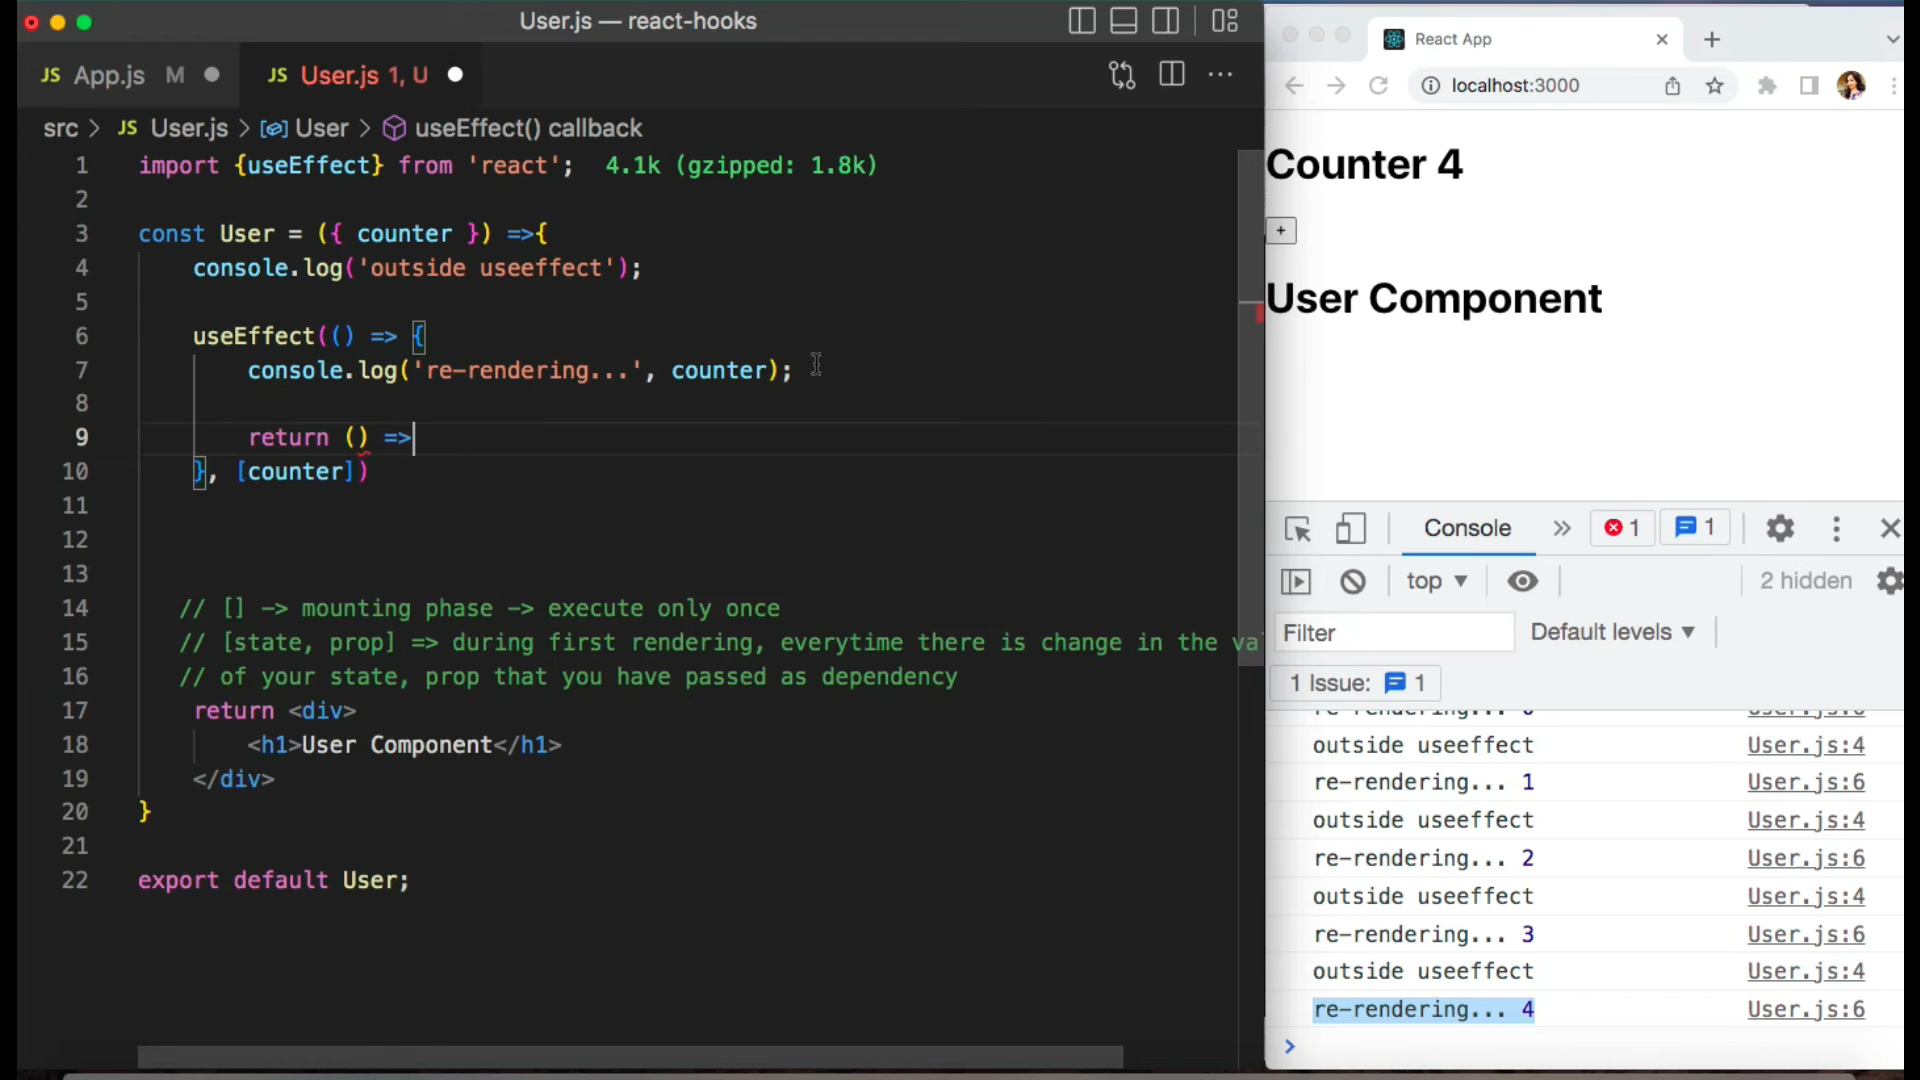 User.js — react-hooks
JS App.js M
JS User.js 1, U
src > JS User.js > User > useEffect() callback
1 import {useEffect} from 'react'; 4.1k (gzipped: 1.8k)
2
3 const User = ({ counter }) =>{
4 console.log('outside useeffect');
5
6 useEffect(() => {
7 console.log('re-rendering...', counter);
8
9 return () =>
10 }, [counter])
11
12
13
14 // [] -> mounting phase -> execute only once
15 // [state, prop] => during first rendering, everytime there is change in the
16 // of your state, prop that you have passed as dependency
17 return <div>
18 <h1>User Component</h1>
19 </div>
20 }
21
22 export default User;
React App
localhost:3000
Counter 4
+
User Component
Console 1 1
top 2 hidden
Filter Default levels
1 Issue: 1
outside useeffect User.js:4
re-rendering... 1 User.js:6
outside useeffect User.js:4
re-rendering... 2 User.js:6
outside useeffect User.js:4
re-rendering... 3 User.js:6
outside useeffect User.js:4
re-rendering... 4 User.js:6
>